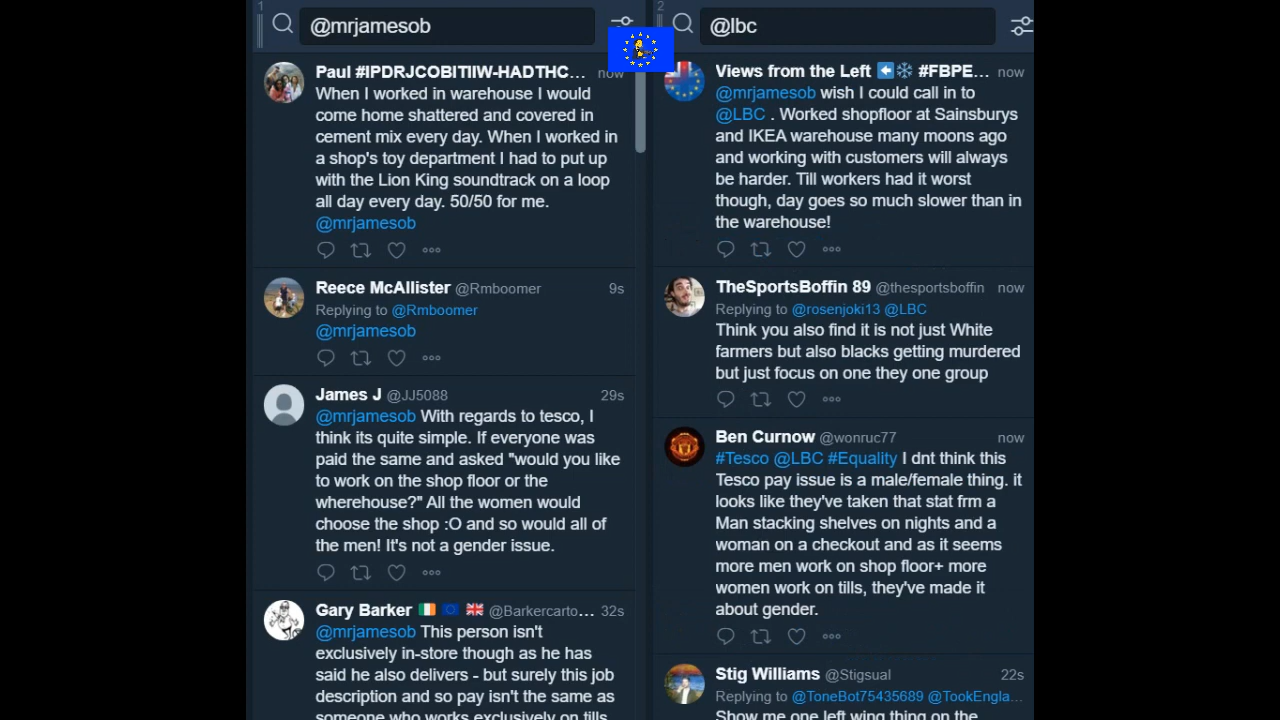 1
@mrjamesob
Paul #IPDRJCOBITIIW-HADTHC... now
When I worked in warehouse I would
come home shattered and covered in
cement mix every day. When I worked in
a shop's toy department I had to put up
with the Lion King soundtrack on a loop
all day every day. 50/50 for me.
@mrjamesob
Reece McAllister @Rmboomer 9s
Replying to @Rmboomer
@mrjamesob
James J @JJ5088 29s
@mrjamesob With regards to tesco, I
think its quite simple. If everyone was
paid the same and asked "would you like
to work on the shop floor or the
wherehouse?" All the women would
choose the shop :O and so would all of
the men! It's not a gender issue.
Gary Barker 🇮🇪 🇪🇺 🇬🇧 @Barkercarto... 32s
@mrjamesob This person isn't
exclusively in-store though as he has
said he also delivers - but surely this job
description and so pay isn't the same as
someone who works exclusively on tills
2
@lbc
Views from the Left ⬅️❄️ #FBPE... now
@mrjamesob wish I could call in to
@LBC . Worked shopfloor at Sainsburys
and IKEA warehouse many moons ago
and working with customers will always
be harder. Till workers had it worst
though, day goes so much slower than in
the warehouse!
TheSportsBoffin 89 @thesportsboffin now
Replying to @rosenjoki13 @LBC
Think you also find it is not just White
farmers but also blacks getting murdered
but just focus on one they one group
Ben Curnow @wonruc77 now
#Tesco @LBC #Equality I dnt think this
Tesco pay issue is a male/female thing. it
looks like they've taken that stat frm a
Man stacking shelves on nights and a
woman on a checkout and as it seems
more men work on shop floor+ more
women work on tills, they've made it
about gender.
Stig Williams @Stigsual 22s
Replying to @ToneBot75435689 @TookEngla...
Show me one left wing thing on the